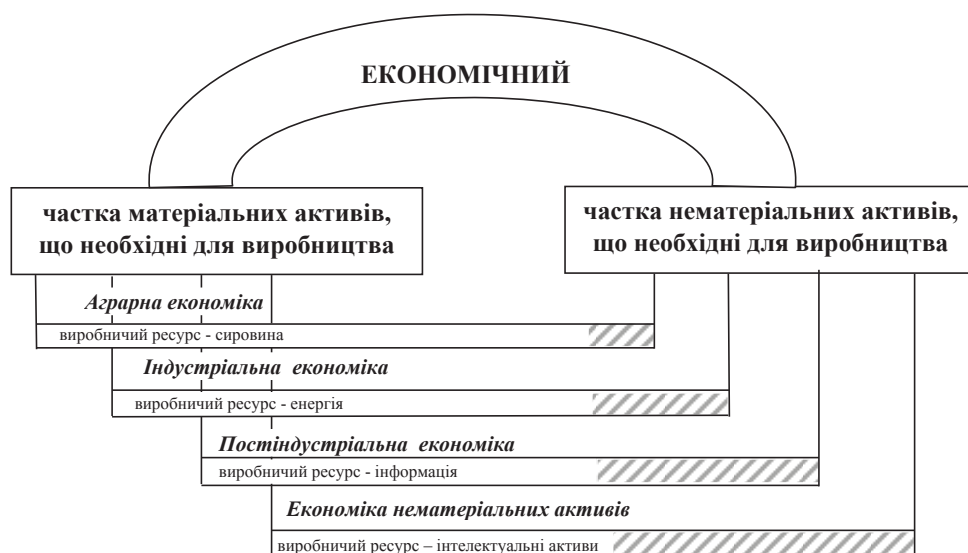 ЕКОНОМІЧНИЙ
частка матеріальних активів,
що необхідні для виробництва
частка нематеріальних активів,
що необхідні для виробництва
Аграрна економіка
виробничий ресурс - сировина
Індустріальна економіка
виробничий ресурс - енергія
Постіндустріальна економіка
виробничий ресурс - інформація
Економіка нематеріальних активів
виробничий ресурс – інтелектуальні активи